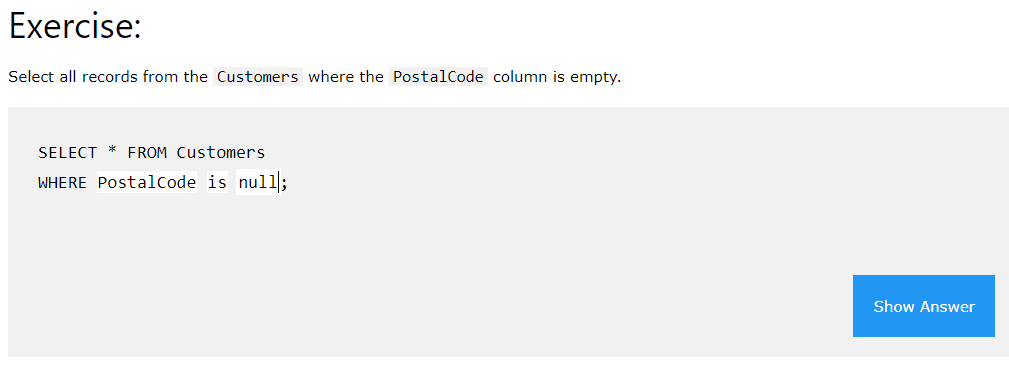 Exercise:
Select all records from the Customers where the PostalCode column is empty.
SELECT * FROM Customers
WHERE PostalCode is null;
Show Answer